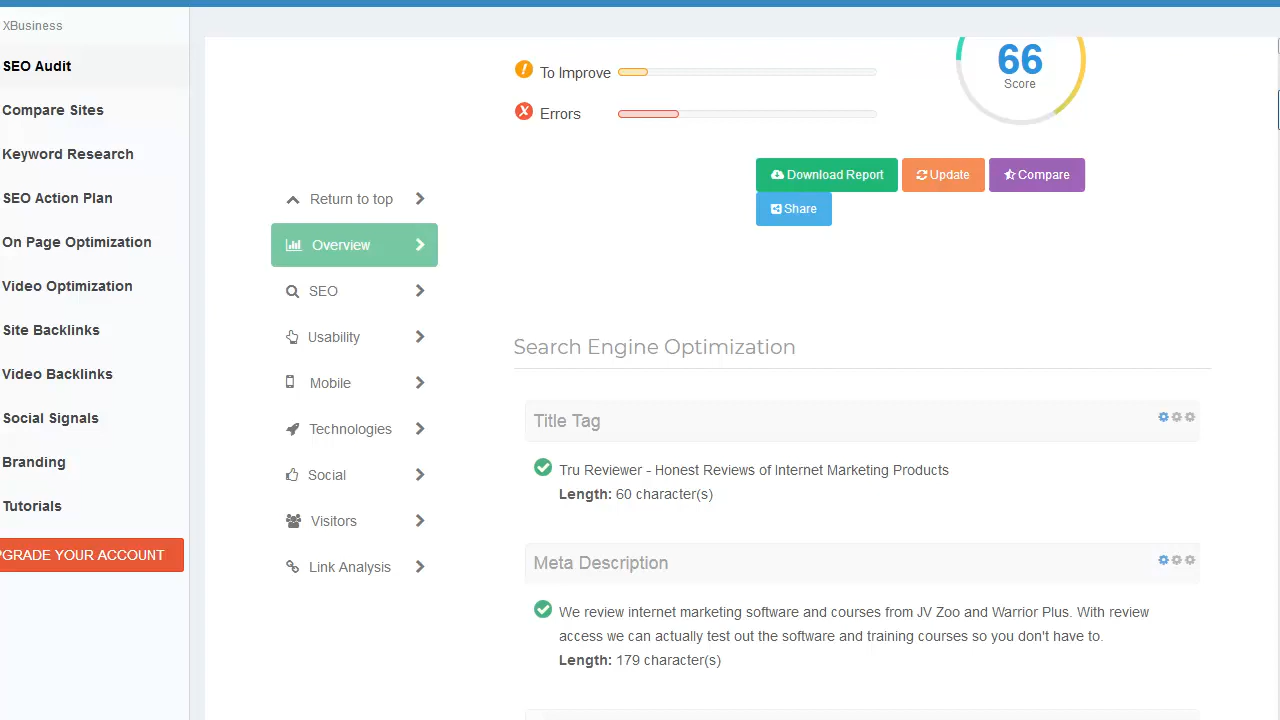 XBusiness
SEO Audit
Compare Sites
Keyword Research
SEO Action Plan
On Page Optimization
Video Optimization
Site Backlinks
Video Backlinks
Social Signals
Branding
Tutorials
PGRADE YOUR ACCOUNT
Return to top
Overview
SEO
Usability
Mobile
Technologies
Social
Visitors
Link Analysis
To Improve
Errors
66
Score
Download Report
Update
Compare
Share
Search Engine Optimization
Title Tag
Tru Reviewer - Honest Reviews of Internet Marketing Products
Length: 60 character(s)
Meta Description
We review internet marketing software and courses from JV Zoo and Warrior Plus. With review
access we can actually test out the software and training courses so you don't have to.
Length: 179 character(s)